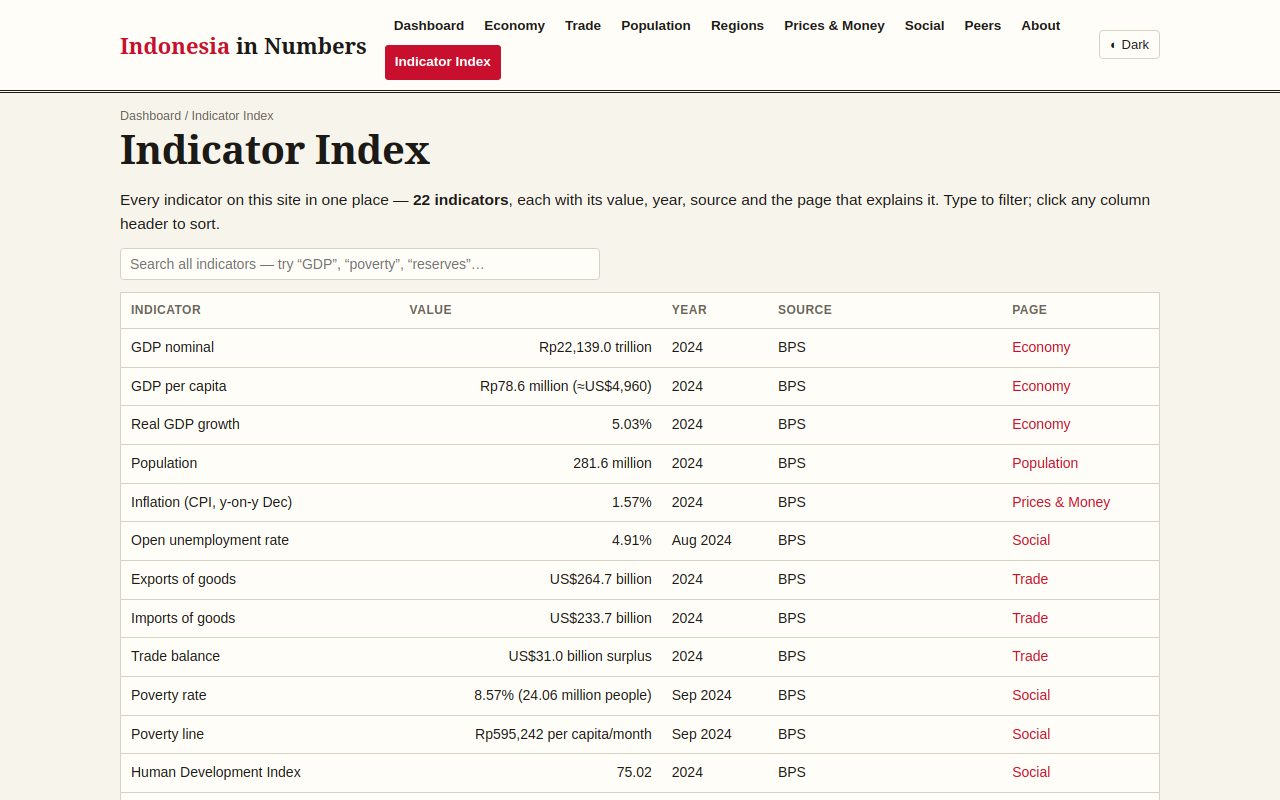 Indonesia in Numbers
Dashboard Economy Trade Population Regions Prices & Money Social Peers About
Indicator Index
Dark
Dashboard / Indicator Index
Indicator Index
Every indicator on this site in one place — 22 indicators, each with its value, year, source and the page that explains it. Type to filter; click any column
header to sort.
Search all indicators — try “GDP”, “poverty”, “reserves”…
INDICATOR VALUE YEAR SOURCE PAGE
GDP nominal Rp22,139.0 trillion 2024 BPS Economy
GDP per capita Rp78.6 million (≈US$4,960) 2024 BPS Economy
Real GDP growth 5.03% 2024 BPS Economy
Population 281.6 million 2024 BPS Population
Inflation (CPI, y-on-y Dec) 1.57% 2024 BPS Prices & Money
Open unemployment rate 4.91% Aug 2024 BPS Social
Exports of goods US$264.7 billion 2024 BPS Trade
Imports of goods US$233.7 billion 2024 BPS Trade
Trade balance US$31.0 billion surplus 2024 BPS Trade
Poverty rate 8.57% (24.06 million people) Sep 2024 BPS Social
Poverty line Rp595,242 per capita/month Sep 2024 BPS Social
Human Development Index 75.02 2024 BPS Social